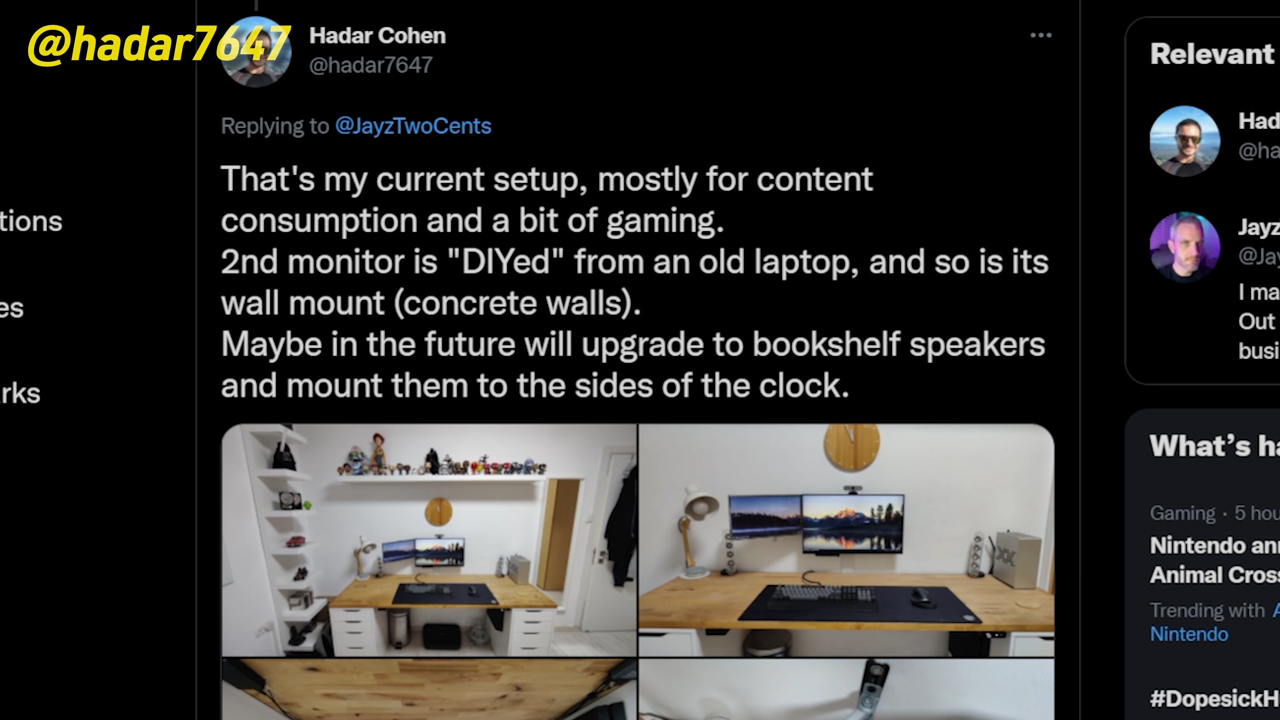 @hadar7647
Hadar Cohen
@hadar7647
Replying to @JayzTwoCents
That's my current setup, mostly for content
consumption and a bit of gaming.
2nd monitor is "DIYed" from an old laptop, and so is its
wall mount (concrete walls).
Maybe in the future will upgrade to bookshelf speakers
and mount them to the sides of the clock.
tions
es
rks
Relevant
Had
@ha
Jayz
@Jay
I ma
Out
busi
What's ha
Gaming · 5 hou
Nintendo ann
Animal Cross
Trending with A
Nintendo
#DopesickH